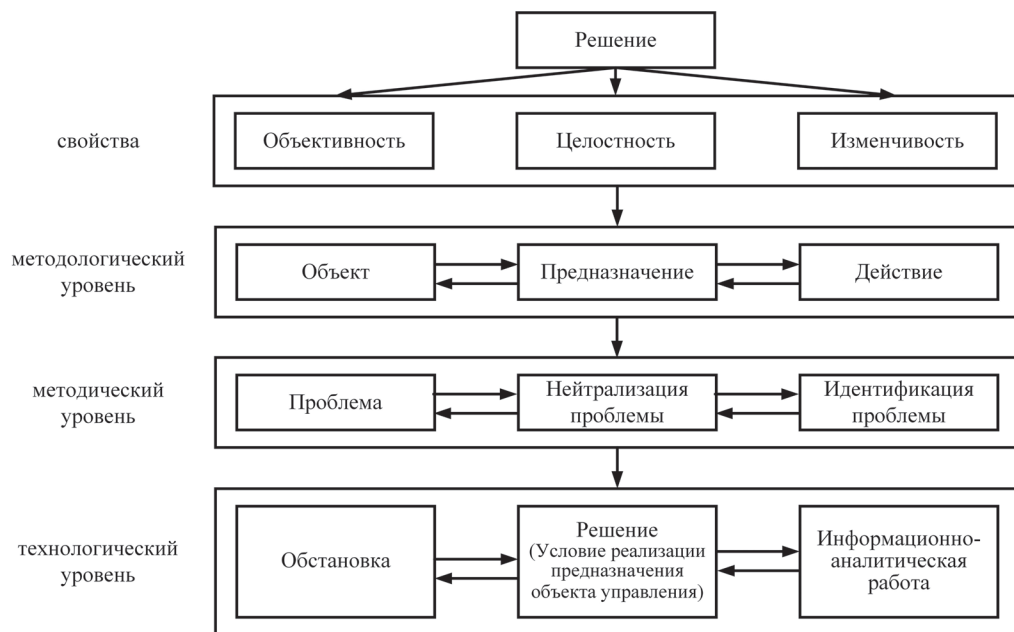 Решение
свойства
Объективность
Целостность
Изменчивость
методологический
уровень
Объект
Предназначение
Действие
методический
уровень
Проблема
Нейтрализация
проблемы
Идентификация
проблемы
технологический
уровень
Обстановка
Решение
(Условие реализации
предназначения
объекта управления)
Информационно-
аналитическая
работа